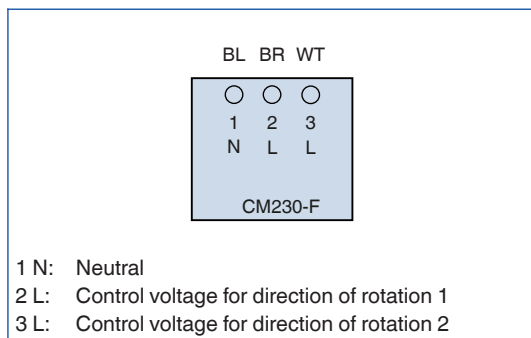 BL BR WT
1 2 3
N L L
CM230-F
1 N: Neutral
2 L: Control voltage for direction of rotation 1
3 L: Control voltage for direction of rotation 2